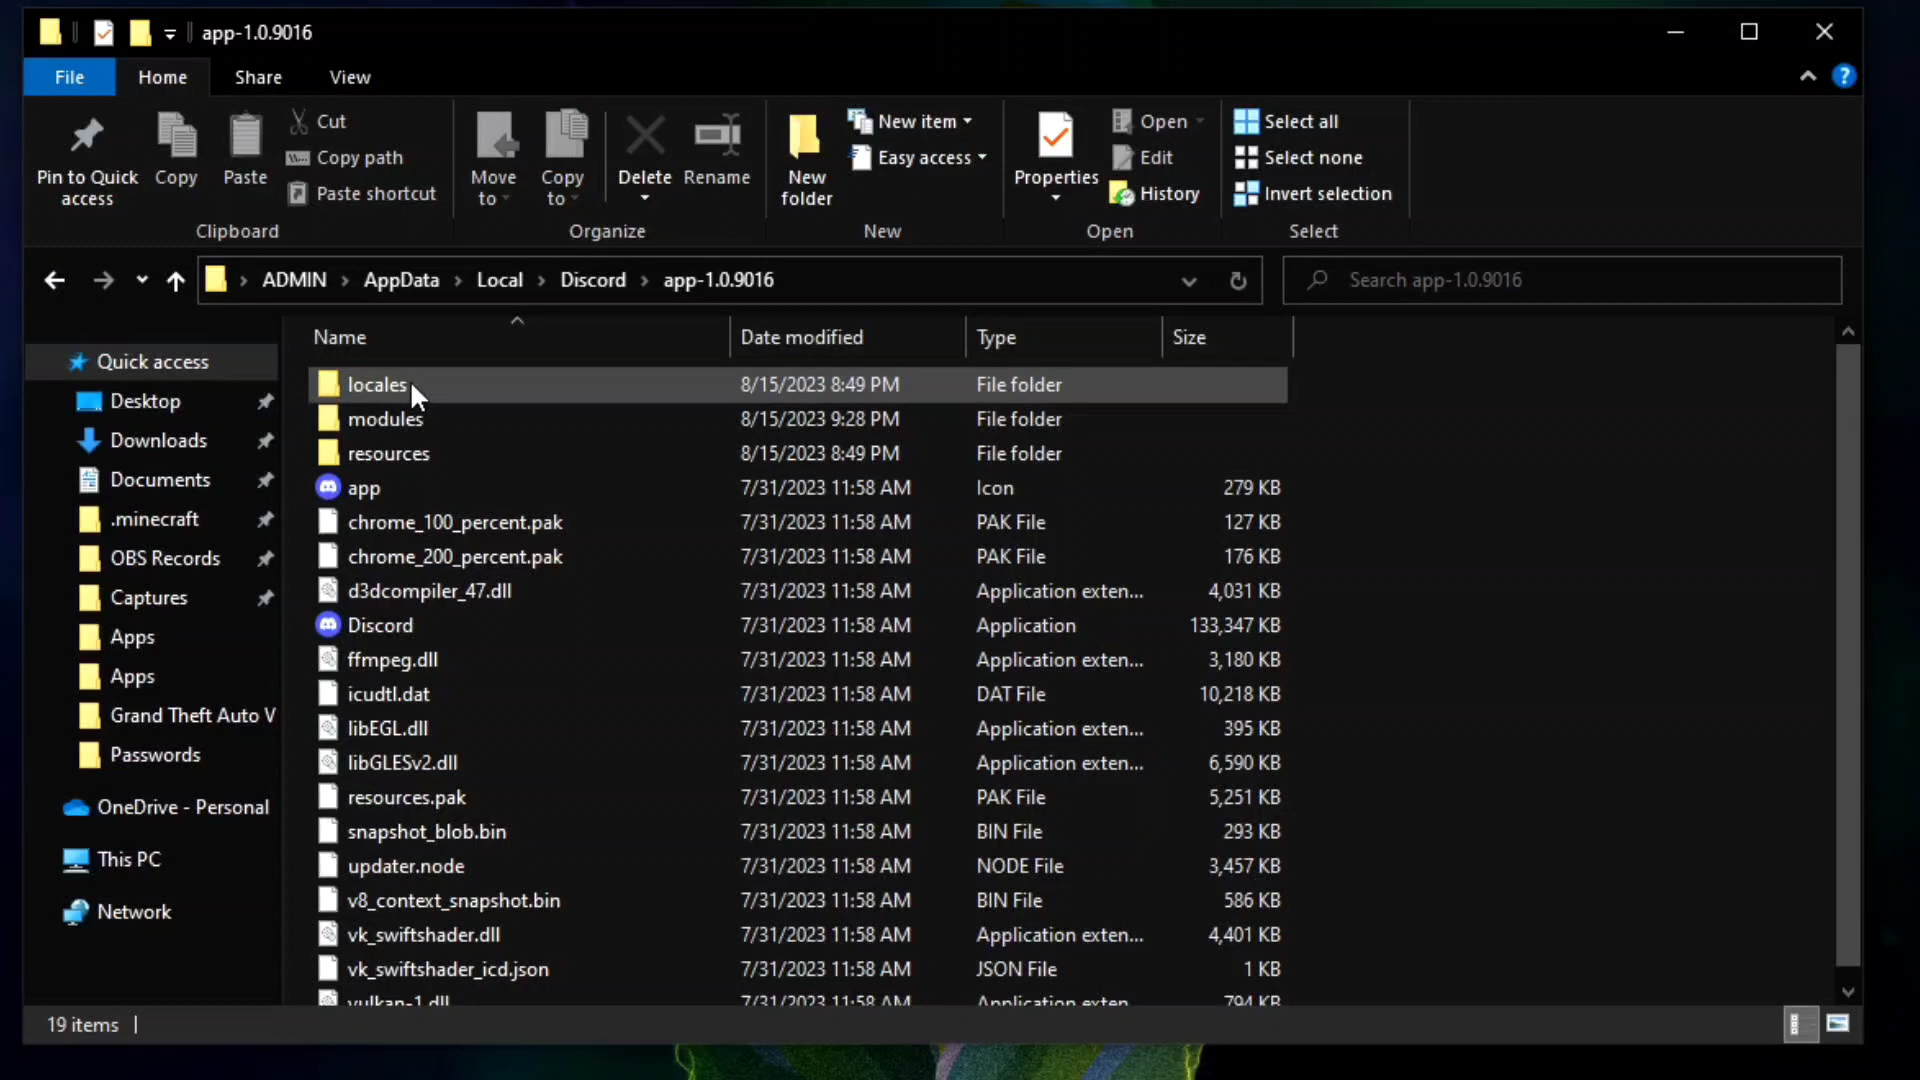 app-1.0.9016
File Home Share View
Pin to Quick access
Copy
Paste
Cut
Copy path
Paste shortcut
Clipboard
Move to
Copy to
Delete
Rename
Organize
New folder
New item
Easy access
New
Properties
Open
Edit
History
Open
Select all
Select none
Invert selection
Select
ADMIN > AppData > Local > Discord > app-1.0.9016
Search app-1.0.9016
Quick access
Desktop
Downloads
Documents
.minecraft
OBS Records
Captures
Apps
Apps
Grand Theft Auto V
Passwords
OneDrive - Personal
This PC
Network
Name Date modified Type Size
locales 8/15/2023 8:49 PM File folder
modules 8/15/2023 9:28 PM File folder
resources 8/15/2023 8:49 PM File folder
app 7/31/2023 11:58 AM Icon 279 KB
chrome_100_percent.pak 7/31/2023 11:58 AM PAK File 127 KB
chrome_200_percent.pak 7/31/2023 11:58 AM PAK File 176 KB
d3dcompiler_47.dll 7/31/2023 11:58 AM Application exten... 4,031 KB
Discord 7/31/2023 11:58 AM Application 133,347 KB
ffmpeg.dll 7/31/2023 11:58 AM Application exten... 3,180 KB
icudtl.dat 7/31/2023 11:58 AM DAT File 10,218 KB
libEGL.dll 7/31/2023 11:58 AM Application exten... 395 KB
libGLESv2.dll 7/31/2023 11:58 AM Application exten... 6,590 KB
resources.pak 7/31/2023 11:58 AM PAK File 5,251 KB
snapshot_blob.bin 7/31/2023 11:58 AM BIN File 293 KB
updater.node 7/31/2023 11:58 AM NODE File 3,457 KB
v8_context_snapshot.bin 7/31/2023 11:58 AM BIN File 586 KB
vk_swiftshader.dll 7/31/2023 11:58 AM Application exten... 4,401 KB
vk_swiftshader_icd.json 7/31/2023 11:58 AM JSON File 1 KB
vulkan-1.dll 7/31/2023 11:58 AM Application exten... 794 KB
19 items